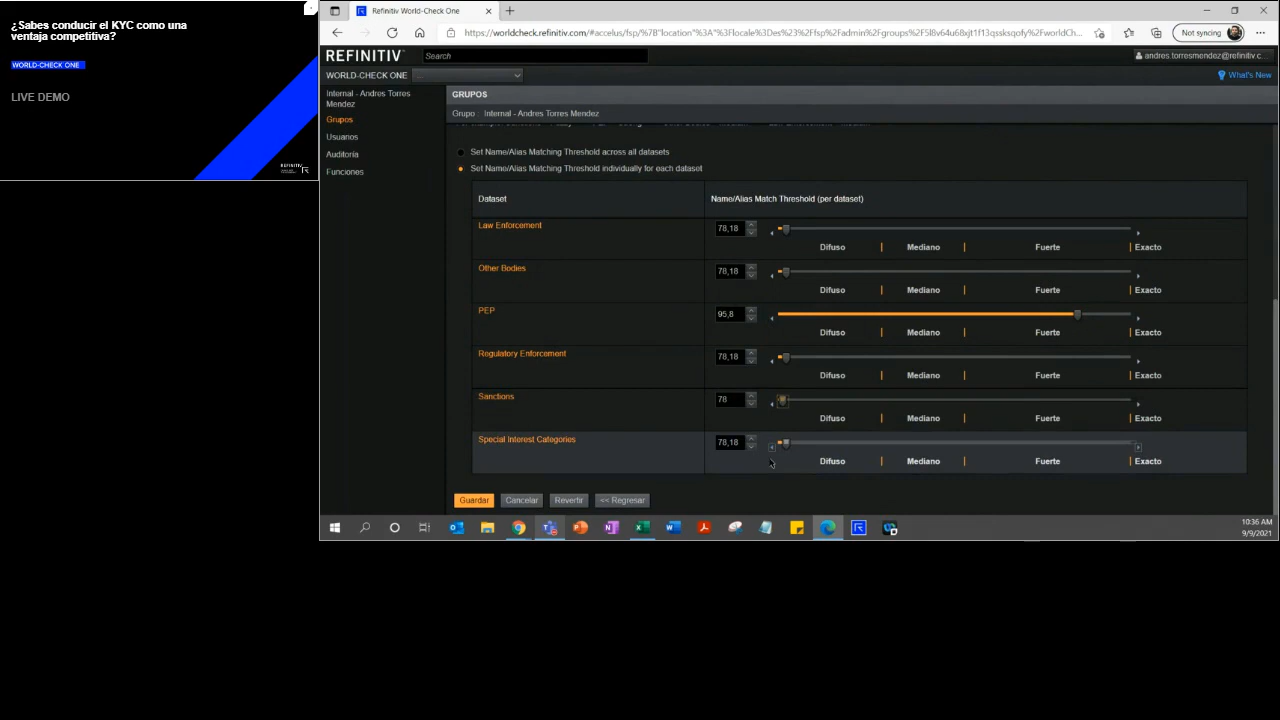 ¿Sabes conducir el KYC como una
ventaja competitiva?
WORLD-CHECK ONE
LIVE DEMO
REFINITIV
Refinitiv World-Check One
https://worldcheck.refinitiv.com/#accelus/fsp/%7B"location"%3A"%3Flocale%3Des%23%2Ffsp%2Fadmin%2Fgroups%2F5l8v64u68xjt1f13qssksqofy%2FworldCh...
Not syncing
REFINITIV
Search
andres.torresmendez@refinitiv.c...
WORLD-CHECK ONE
...
What's New
Internal - Andres Torres
Mendez
Grupos
Usuarios
Auditoría
Funciones
GRUPOS
Grupo : Internal - Andres Torres Mendez
Set Name/Alias Matching Threshold across all datasets
Set Name/Alias Matching Threshold individually for each dataset
Dataset Name/Alias Match Threshold (per dataset)
Law Enforcement 78,18
Difuso | Mediano | Fuerte | Exacto
Other Bodies 78,18
Difuso | Mediano | Fuerte | Exacto
PEP 95,8
Difuso | Mediano | Fuerte | Exacto
Regulatory Enforcement 78,18
Difuso | Mediano | Fuerte | Exacto
Sanctions 78
Difuso | Mediano | Fuerte | Exacto
Special Interest Categories 78,18
Difuso | Mediano | Fuerte | Exacto
Guardar Cancelar Revertir << Regresar
10:36 AM
9/9/2021